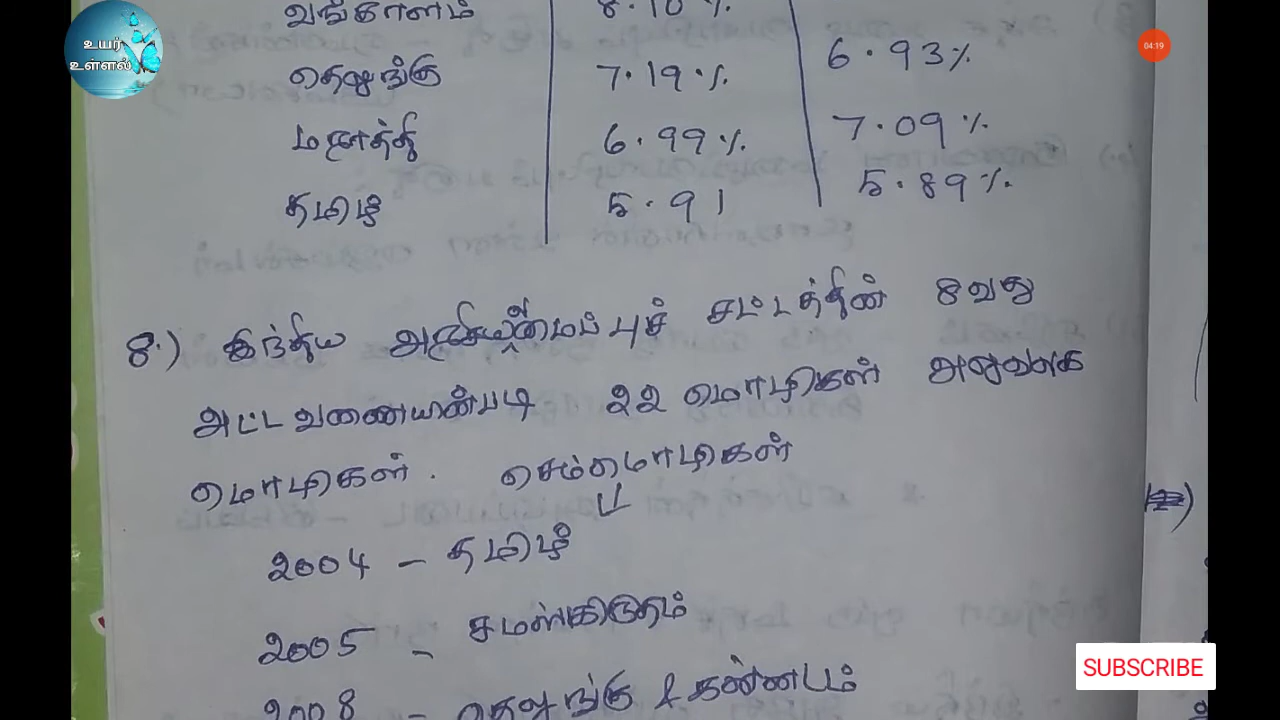 உயர்
உள்ளல்
04:19
வங்காளம் 8.10%
தெலுங்கு 7.19% 6.93%
மராத்தி 6.99% 7.09%
தமிழ் 5.91 5.89%
8.) இந்திய அரசியலமைப்புச் சட்டத்தின் 8வது
அட்டவணையன்படி 22 மொழிகள் அலுவலக
மொழிகள். செம்மொழிகள்
2004 - தமிழ்
2005 - சமஸ்கிருதம்
2008 - தெலுங்கு & கன்னடம்
SUBSCRIBE